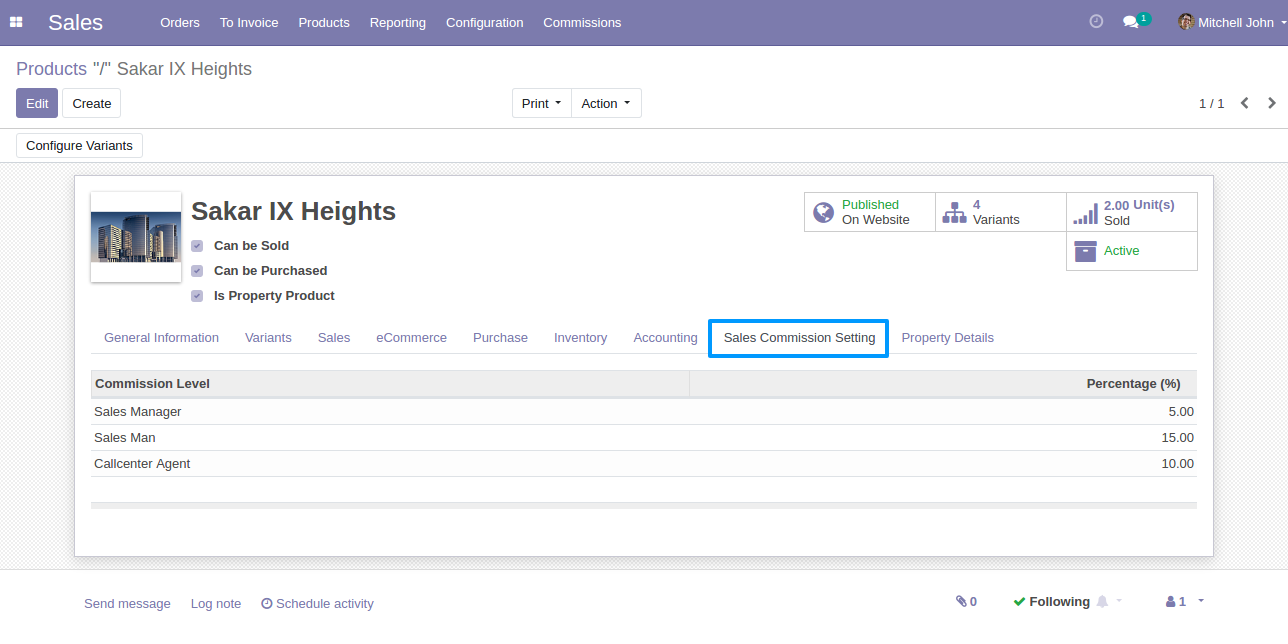 Sales Orders To Invoice Products Reporting Configuration Commissions 1 Mitchell John
Products "/" Sakar IX Heights
Edit Create Print Action 1 / 1
Configure Variants
Sakar IX Heights
Published
On Website
4
Variants
2.00 Unit(s)
Sold
Active
Can be Sold
Can be Purchased
Is Property Product
General Information Variants Sales eCommerce Purchase Inventory Accounting Sales Commission Setting Property Details
Commission Level Percentage (%)
Sales Manager 5.00
Sales Man 15.00
Callcenter Agent 10.00
Send message Log note Schedule activity 0 Following 1